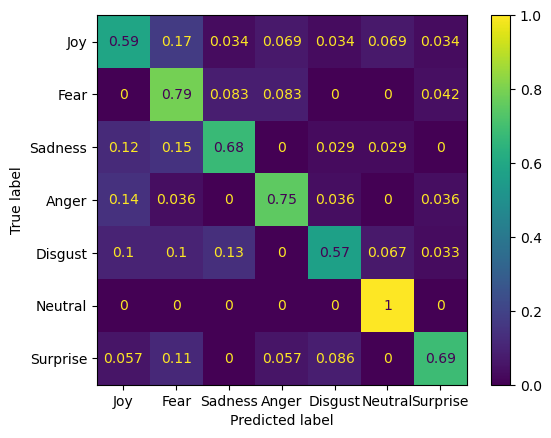 Joy 0.59 0.17 0.034 0.069 0.034 0.069 0.034
Fear 0 0.79 0.083 0.083 0 0 0.042
Sadness 0.12 0.15 0.68 0 0.029 0.029 0
Anger 0.14 0.036 0 0.75 0.036 0 0.036
Disgust 0.1 0.1 0.13 0 0.57 0.067 0.033
Neutral 0 0 0 0 0 1 0
Surprise 0.057 0.11 0 0.057 0.086 0 0.69
Joy Fear Sadness Anger Disgust Neutral Surprise
Predicted label
True label
1.0
0.8
0.6
0.4
0.2
0.0